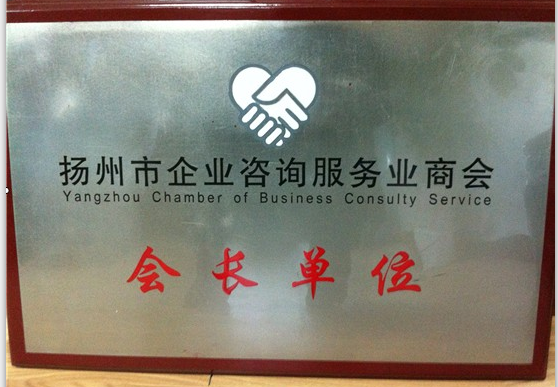 扬州市企业咨询服务业商会
Yangzhou Chamber of Business Consulty Service
会长单位